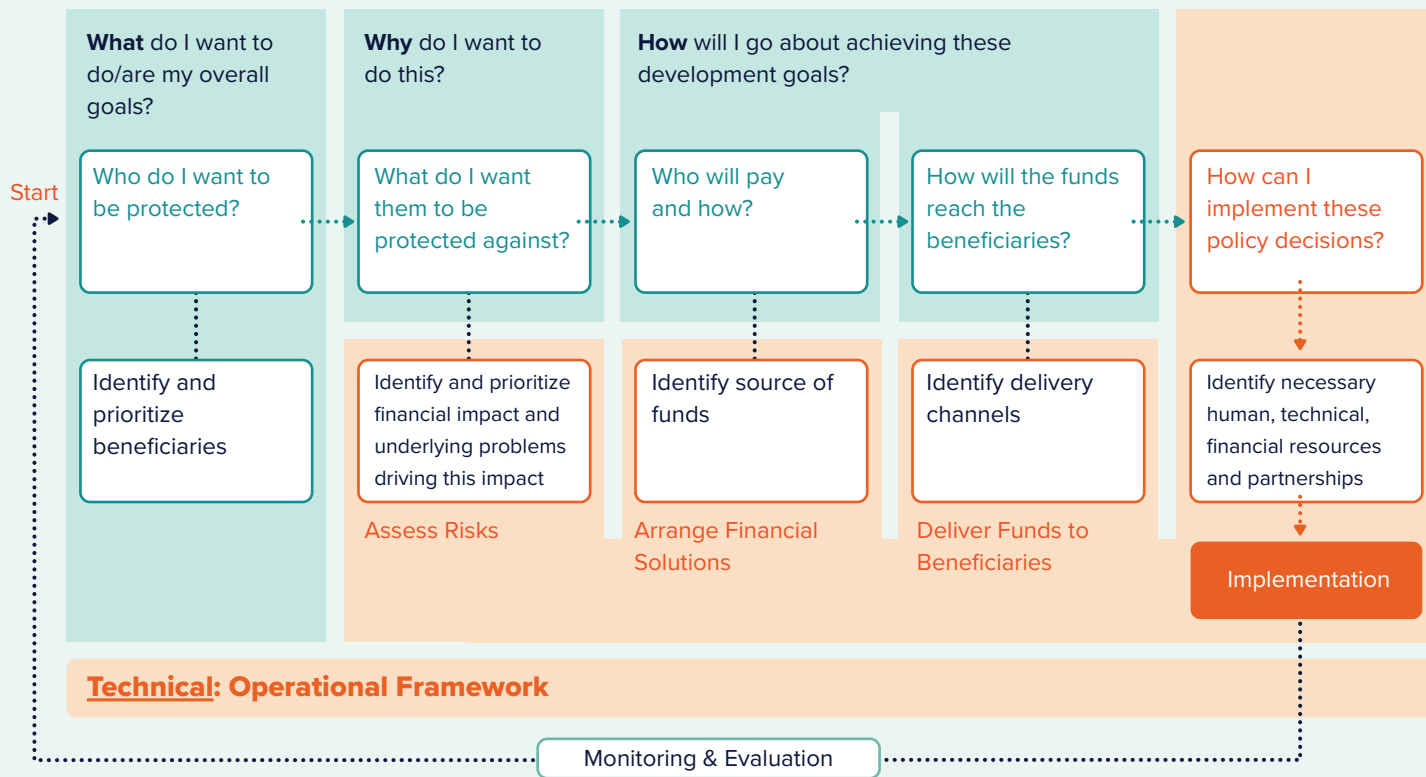 What do I want to
do/are my overall
goals?
Why do I want to
do this?
How will I go about achieving these
development goals?
Start
Who do I want to
be protected?
What do I want
them to be
protected against?
Who will pay
and how?
How will the funds
reach the
beneficiaries?
How can I
implement these
policy decisions?
Identify and
prioritize
beneficiaries
Identify and prioritize
financial impact and
underlying problems
driving this impact
Identify source of
funds
Identify delivery
channels
Identify necessary
human, technical,
financial resources
and partnerships
Assess Risks
Arrange Financial
Solutions
Deliver Funds to
Beneficiaries
Implementation
Technical: Operational Framework
Monitoring & Evaluation